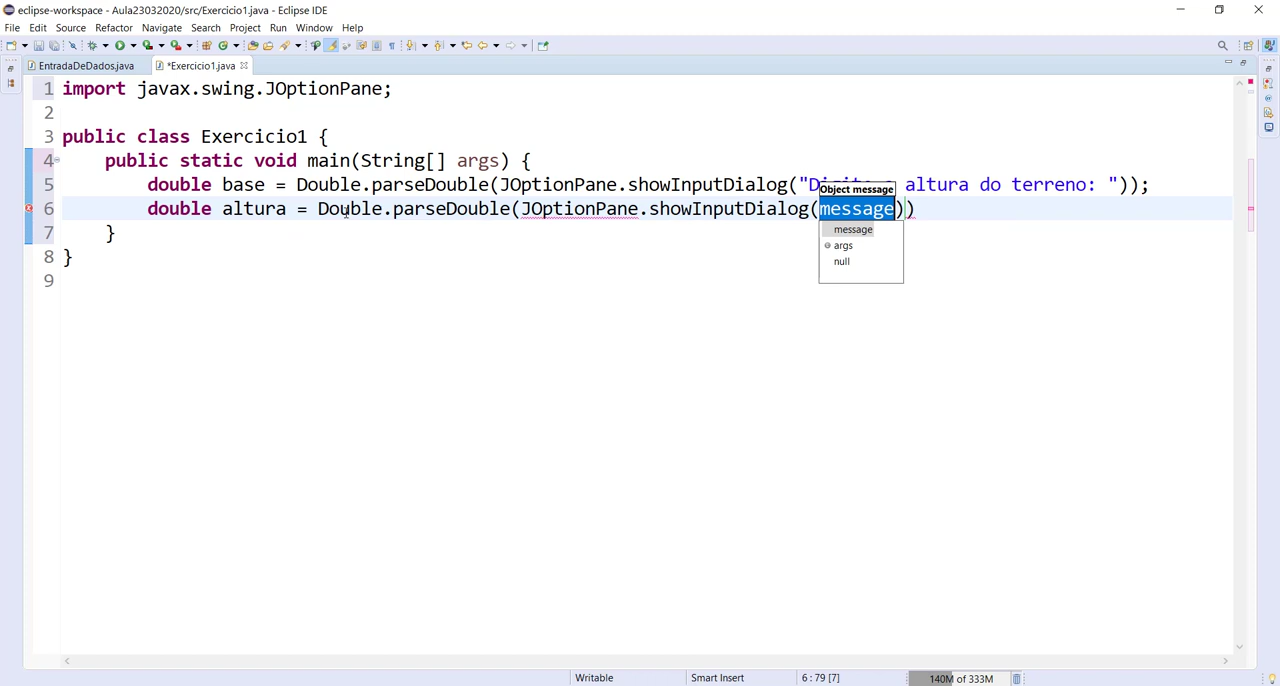 eclipse-workspace - Aula23032020/src/Exercicio1.java - Eclipse IDE
File Edit Source Refactor Navigate Search Project Run Window Help
EntradaDeDados.java *Exercicio1.java
1 import javax.swing.JOptionPane;
2
3 public class Exercicio1 {
4 public static void main(String[] args) {
Object message
5 double base = Double.parseDouble(JOptionPane.showInputDialog(" altura do terreno: "));
6 double altura = Double.parseDouble(JOptionPane.showInputDialog(message))
7 }
message
8 }
args
null
9
Writable Smart Insert 6 : 79 [7] 140M of 333M